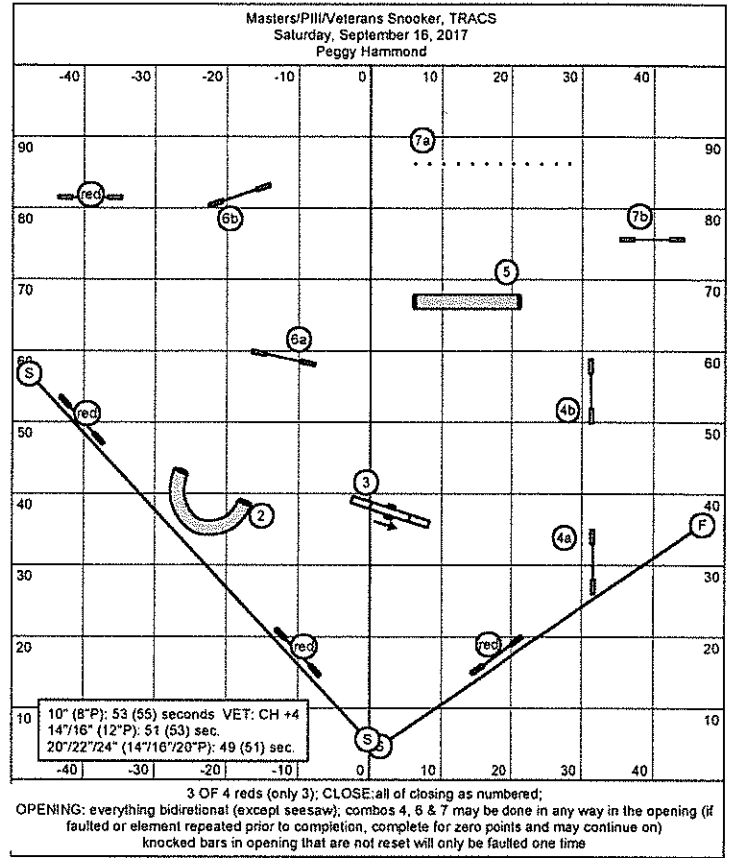 Masters/PIII/Veterans Snooker, TRACS
Saturday, September 16, 2017
Peggy Hammond
-40 -30 -20 -10 0 10 20 30 40
7a
90 90
red
6b
7b
80 80
5
70 70
6a
60 60
S
red
4b
50 50
3
40 40
2
F
4a
30 30
20 20
red red
10" (8"P): 53 (55) seconds VET: CH +4
14"/16" (12"P): 51 (53) sec.
20"/22"/24" (14"/16"/20"P): 49 (51) sec.
10 10
S S
-40 -30 -20 -10 0 10 20 30 40
3 OF 4 reds (only 3); CLOSE:all of closing as numbered;
OPENING: everything bidiretional (except seesaw); combos 4, 6 & 7 may be done in any way in the opening (if
faulted or element repeated prior to completion, complete for zero points and may continue on)
knocked bars in opening that are not reset will only be faulted one time